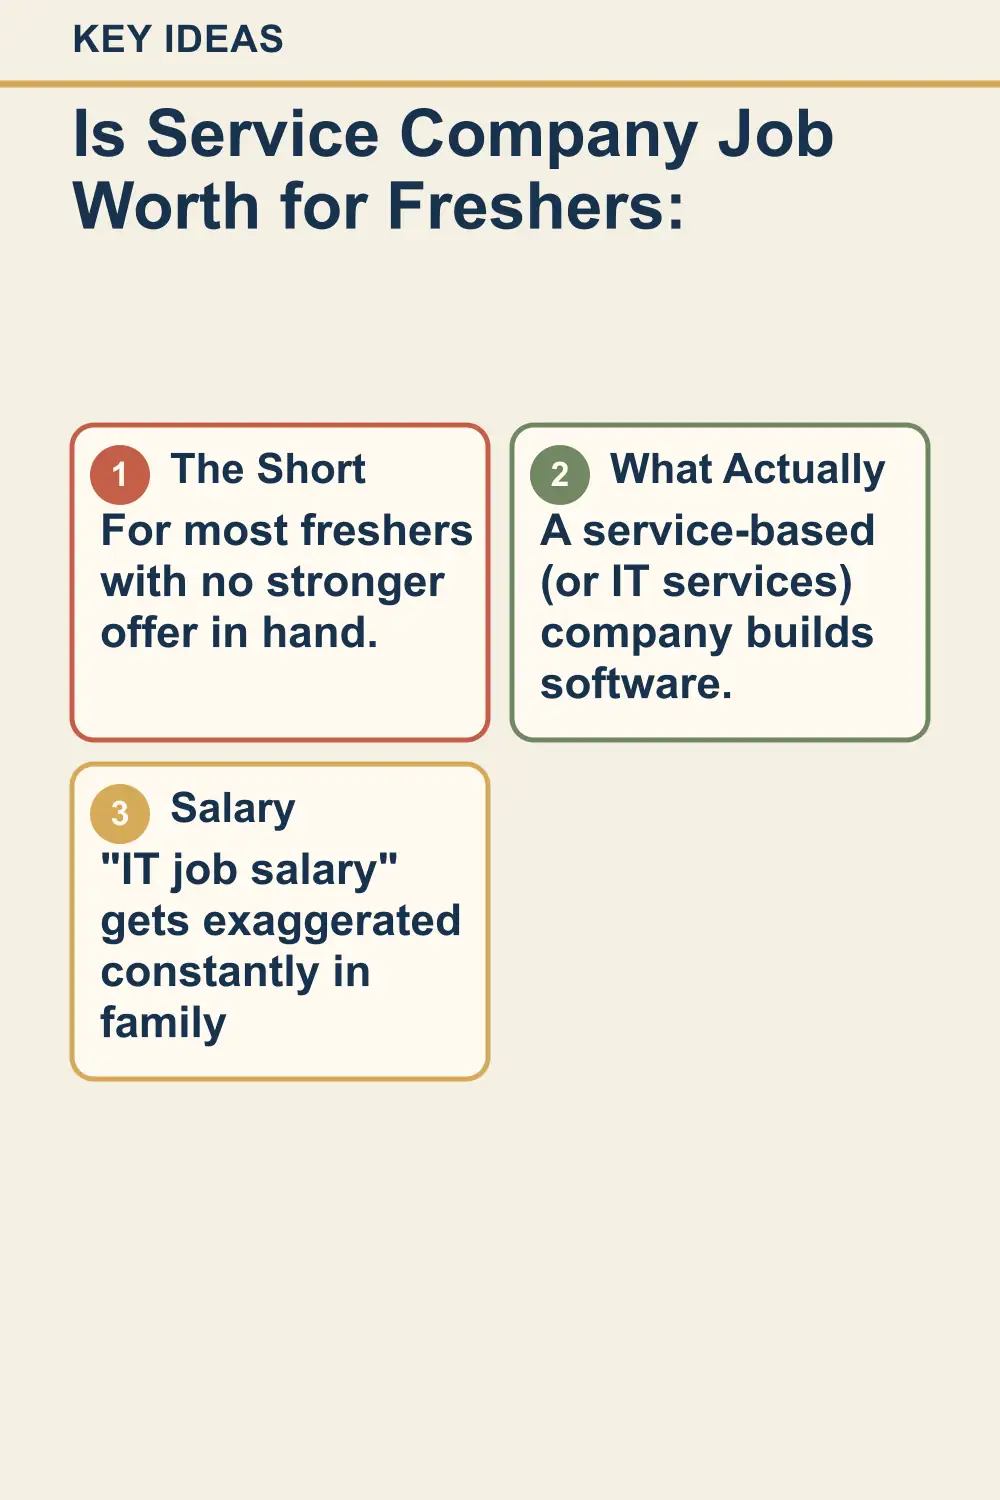 KEY IDEAS
Is Service Company Job
Worth for Freshers:
1 The Short
For most freshers
with no stronger
offer in hand.
2 What Actually
A service-based
(or IT services)
company builds
software.
3 Salary
"IT job salary"
gets exaggerated
constantly in
family